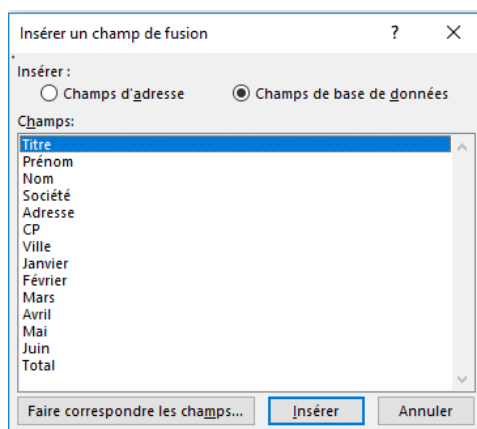 Insérer un champ de fusion ? X
Insérer :
Champs d'adresse Champs de base de données
Champs:
Titre
Prénom
Nom
Société
Adresse
CP
Ville
Janvier
Février
Mars
Avril
Mai
Juin
Total
Faire correspondre les champs... Insérer Annuler